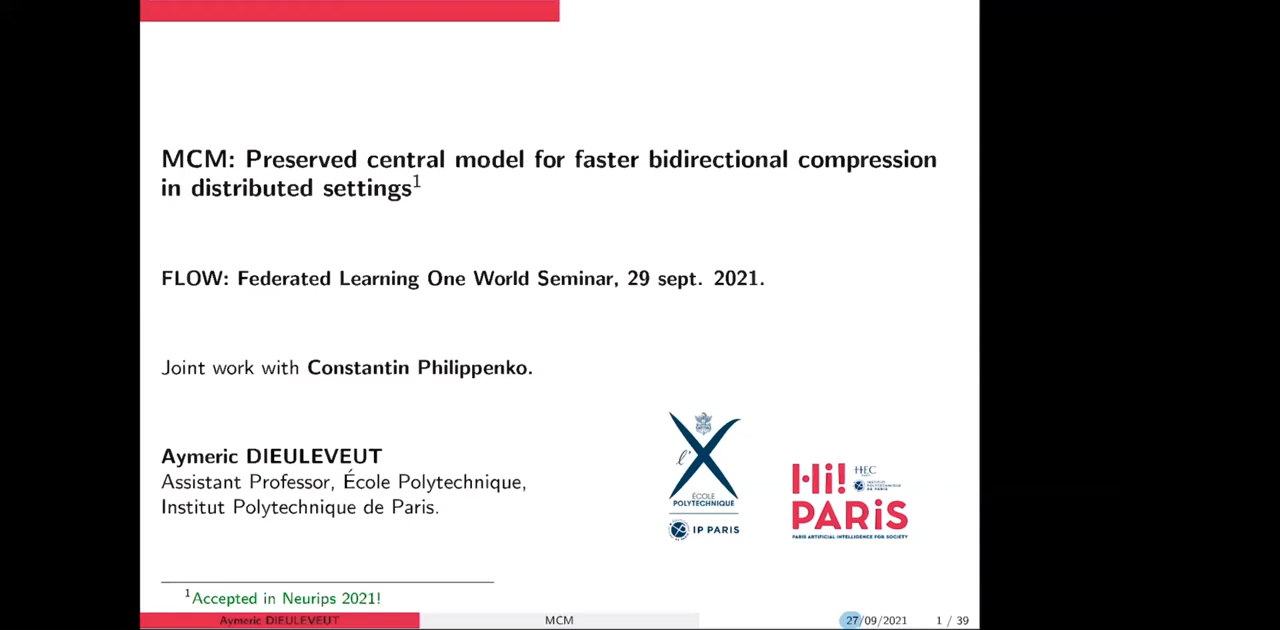 MCM: Preserved central model for faster bidirectional compression
in distributed settings¹
FLOW: Federated Learning One World Seminar, 29 sept. 2021.
Joint work with Constantin Philippenko.
Aymeric DIEULEVEUT
Assistant Professor, École Polytechnique,
Institut Polytechnique de Paris.
l'X
ÉCOLE
POLYTECHNIQUE
IP PARIS
Hi!
HEC
PARiS
PARIS ARTIFICIAL INTELLIGENCE FOR SOCIETY
¹Accepted in Neurips 2021!
Aymeric DIEULEVEUT
MCM
27/09/2021
1 / 39